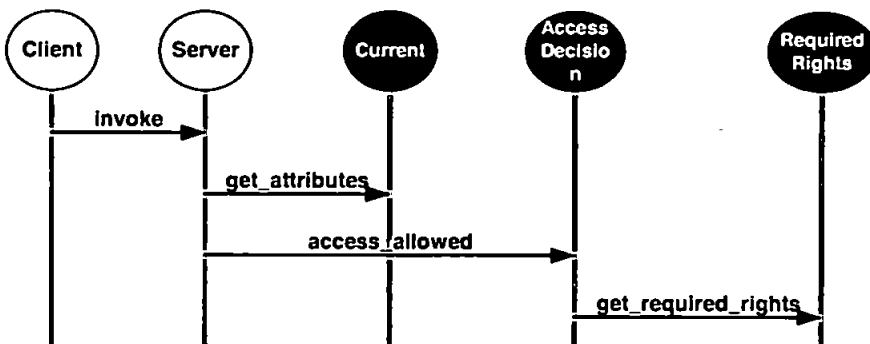 Client
Server
Current
Access
Decisio
n
Required
Rights
invoke
get_attributes
access_allowed
get_required_rights